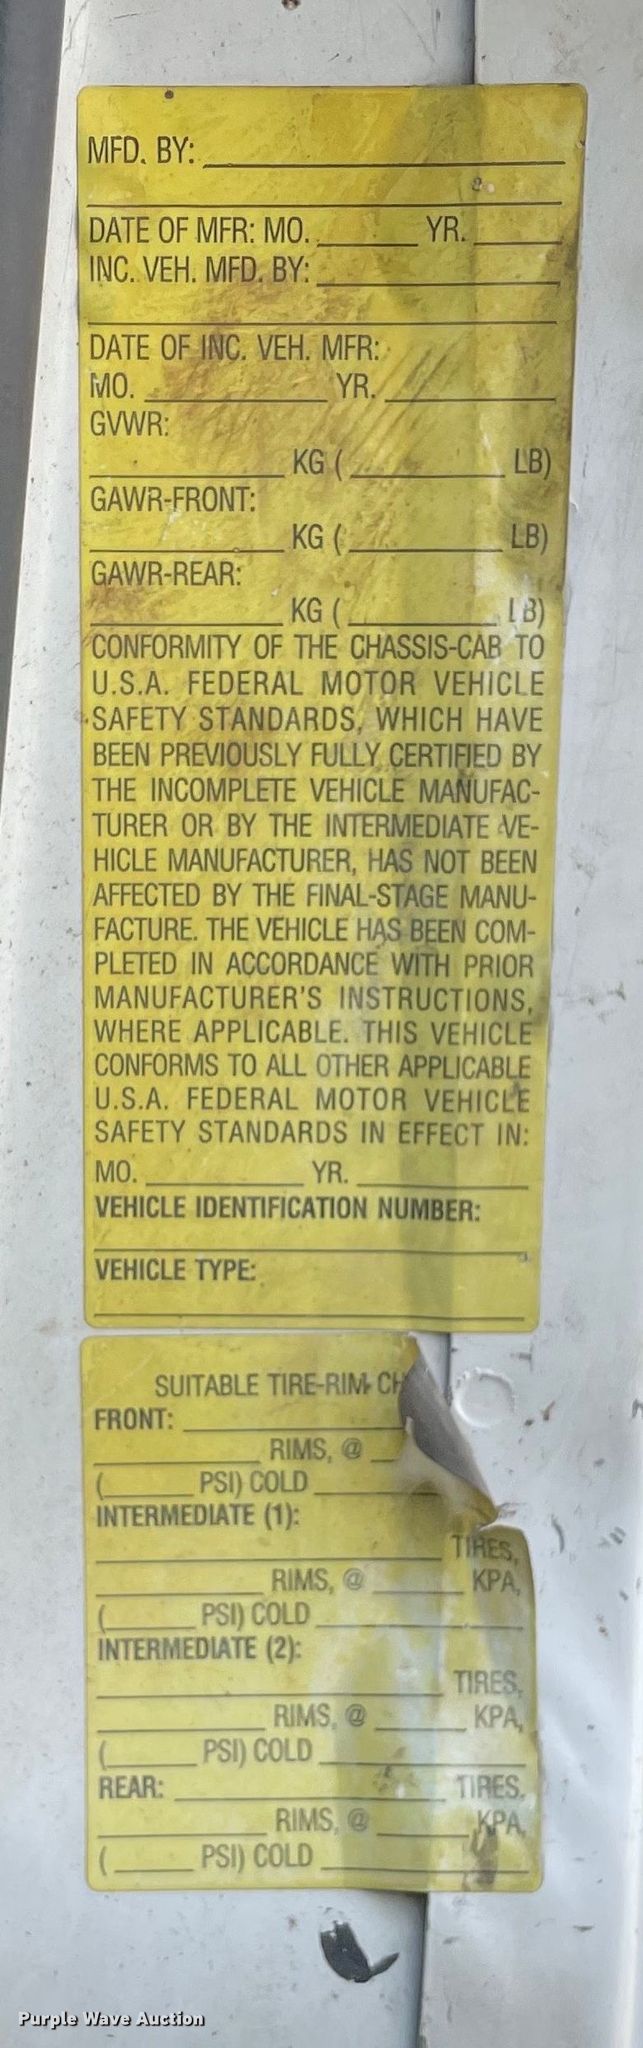 MFD. BY:
DATE OF MFR: MO. YR.
INC. VEH. MFD. BY:
DATE OF INC. VEH. MFR:
MO. YR.
GVWR:
KG ( LB)
GAWR-FRONT:
KG ( LB)
GAWR-REAR:
KG ( LB)
CONFORMITY OF THE CHASSIS-CAB TO
U.S.A. FEDERAL MOTOR VEHICLE
SAFETY STANDARDS, WHICH HAVE
BEEN PREVIOUSLY FULLY CERTIFIED BY
THE INCOMPLETE VEHICLE MANUFAC-
TURER OR BY THE INTERMEDIATE VE-
HICLE MANUFACTURER, HAS NOT BEEN
AFFECTED BY THE FINAL-STAGE MANU-
FACTURE. THE VEHICLE HAS BEEN COM-
PLETED IN ACCORDANCE WITH PRIOR
MANUFACTURER'S INSTRUCTIONS,
WHERE APPLICABLE. THIS VEHICLE
CONFORMS TO ALL OTHER APPLICABLE
U.S.A. FEDERAL MOTOR VEHICLE
SAFETY STANDARDS IN EFFECT IN:
MO. YR.
VEHICLE IDENTIFICATION NUMBER:
VEHICLE TYPE:
SUITABLE TIRE-RIM CH
FRONT:
RIMS, @
( PSI) COLD
INTERMEDIATE (1):
TIRES,
RIMS, @ KPA,
( PSI) COLD
INTERMEDIATE (2):
TIRES,
RIMS, @ KPA,
( PSI) COLD
REAR: TIRES,
RIMS, @ KPA,
( PSI) COLD
Purple Wave Auction